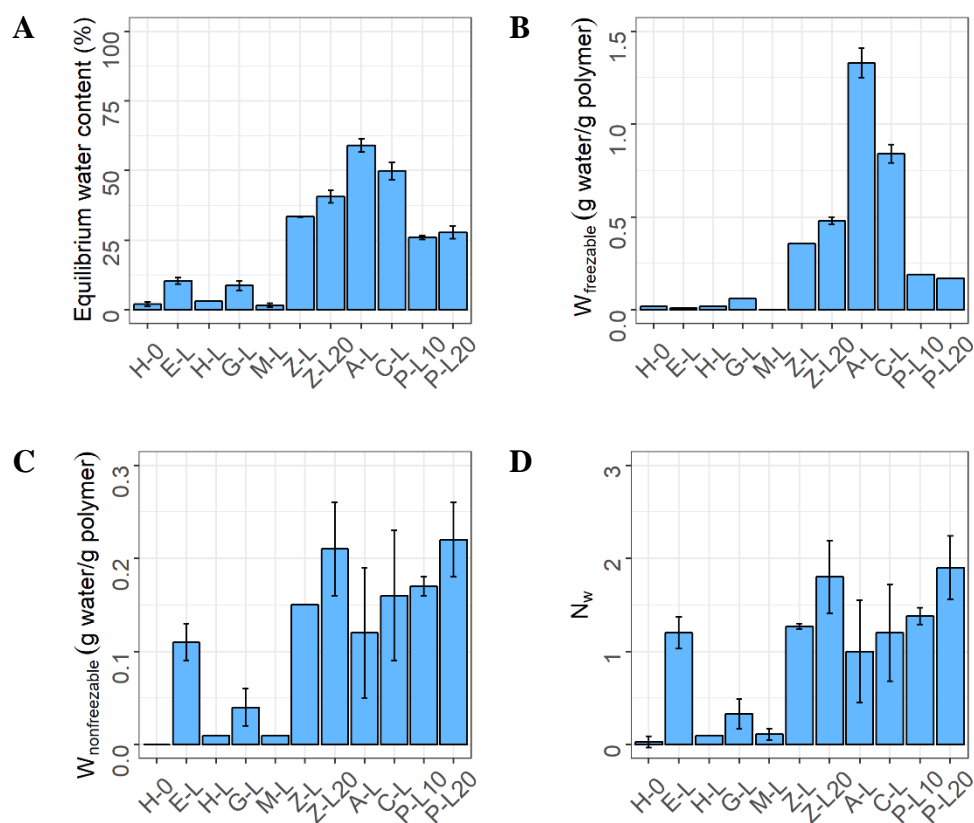 A
Equilibrium water content (%)
100
75
50
25
0
H-0
E-L
H-L
G-L
M-L
Z-L
Z-L20
A-L
C-L
P-L10
P-L20
B
Wfreezable (g water/g polymer)
1.5
1.0
0.5
0.0
H-0
E-L
H-L
G-L
M-L
Z-L
Z-L20
A-L
C-L
P-L10
P-L20
C
Wnonfreezable (g water/g polymer)
0.3
0.2
0.1
0.0
H-0
E-L
H-L
G-L
M-L
Z-L
Z-L20
A-L
C-L
P-L10
P-L20
D
Nw
3
2
1
0
H-0
E-L
H-L
G-L
M-L
Z-L
Z-L20
A-L
C-L
P-L10
P-L20